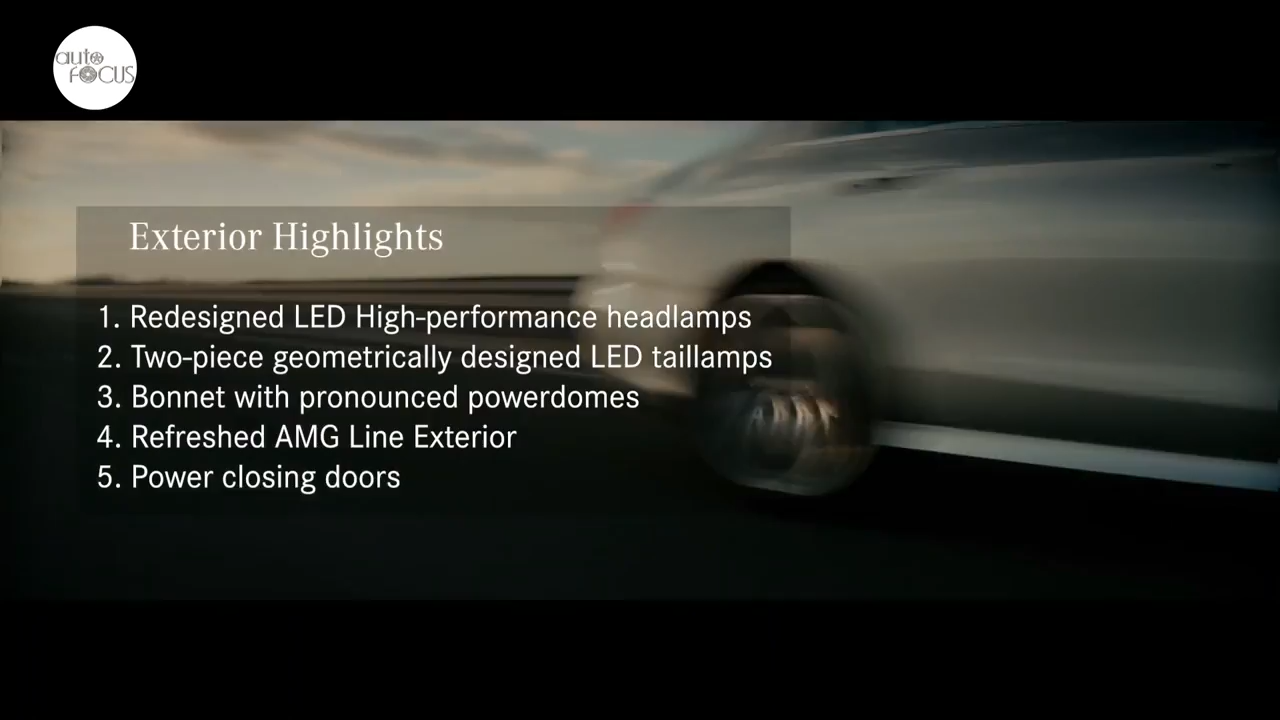 auto
FOCUS
Exterior Highlights
1. Redesigned LED High-performance headlamps
2. Two-piece geometrically designed LED taillamps
3. Bonnet with pronounced powerdomes
4. Refreshed AMG Line Exterior
5. Power closing doors